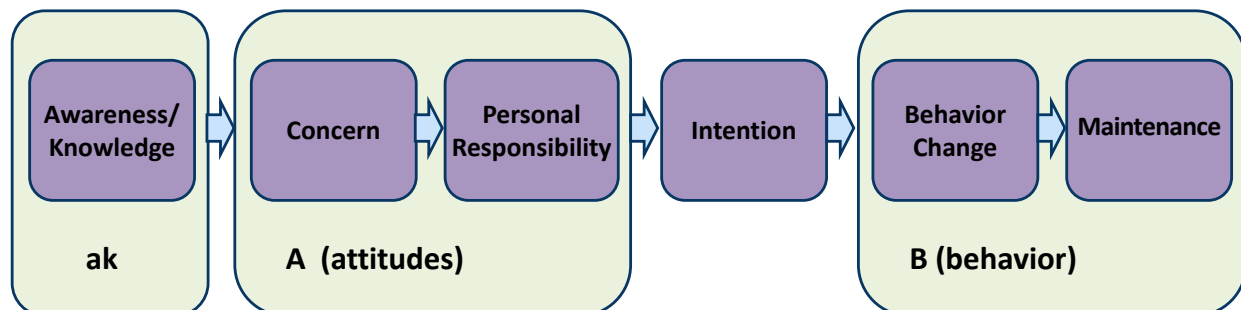 Awareness/
Knowledge
Concern
Personal
Responsibility
Intention
Behavior
Change
Maintenance
ak
A (attitudes)
B (behavior)